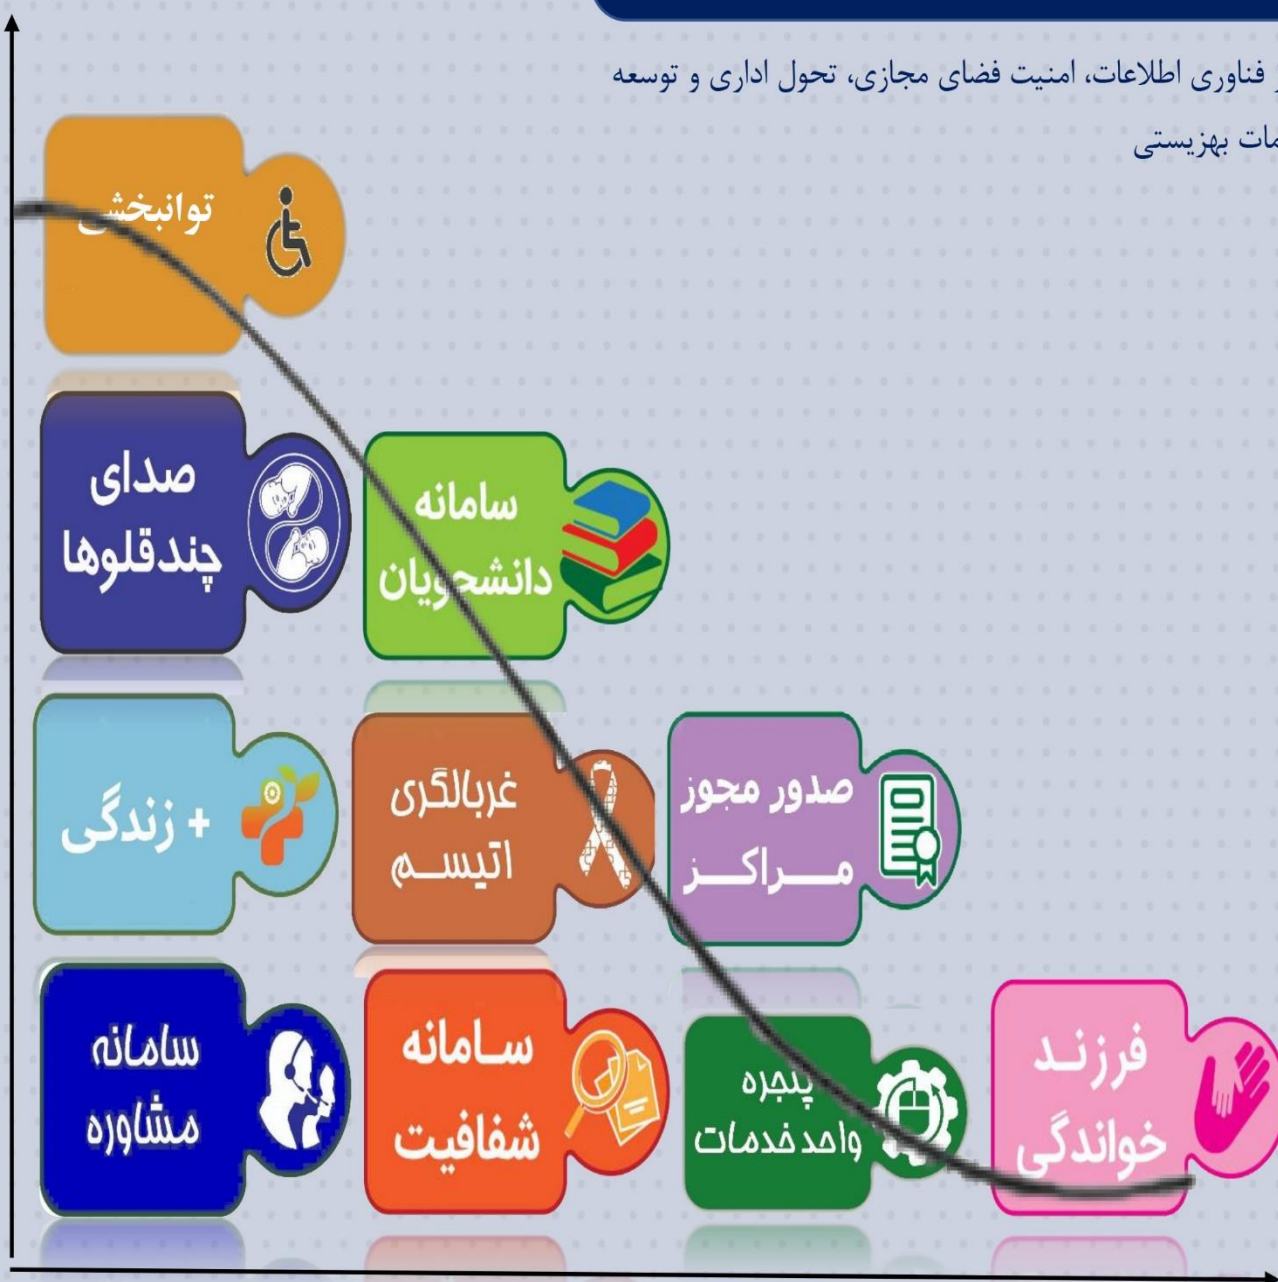 فناوری اطلاعات، امنیت فضای مجازی، تحول اداری و توسعه
بهزیستی
توانبخشی
صدای
چندقلوها
سامانه
دانشجویان
+ زندگی
غربالگری
اتیسم
صدور مجوز
مراکز
سامانه
مشاوره
سامانه
شفافیت
پنجره
واحد خدمات
فرزند
خواندگی